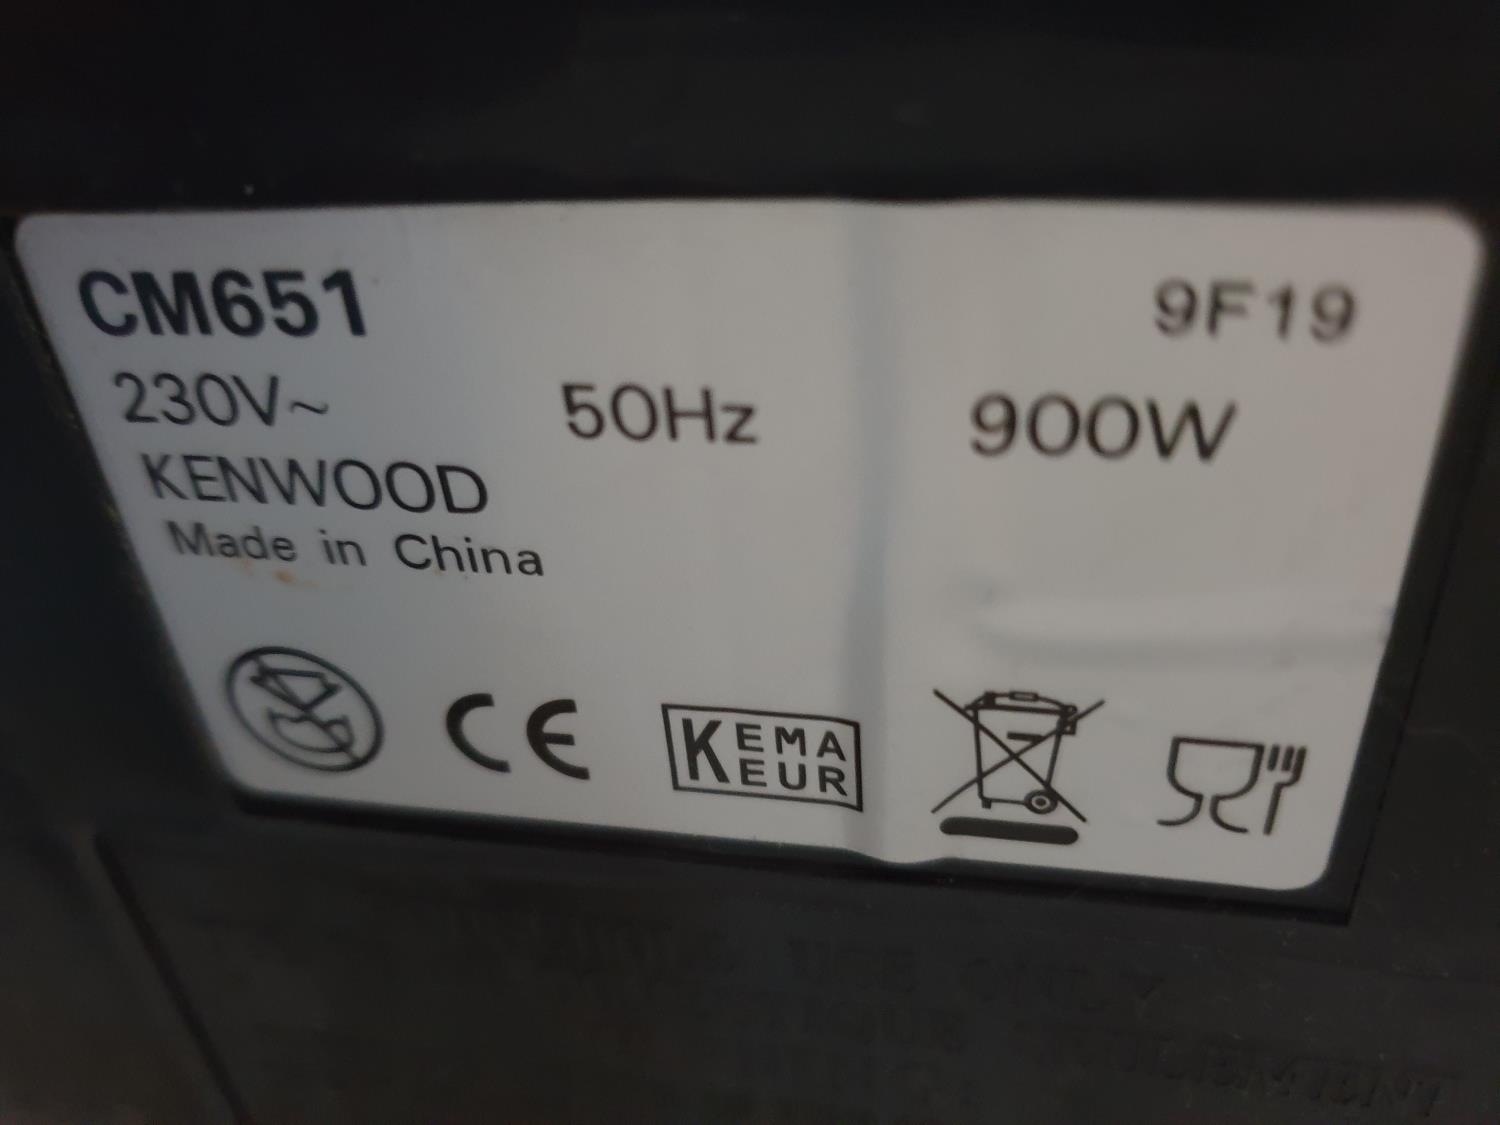 CM651 9F19
230V~ 50Hz 900W
KENWOOD
Made in China
CE KEMA EUR